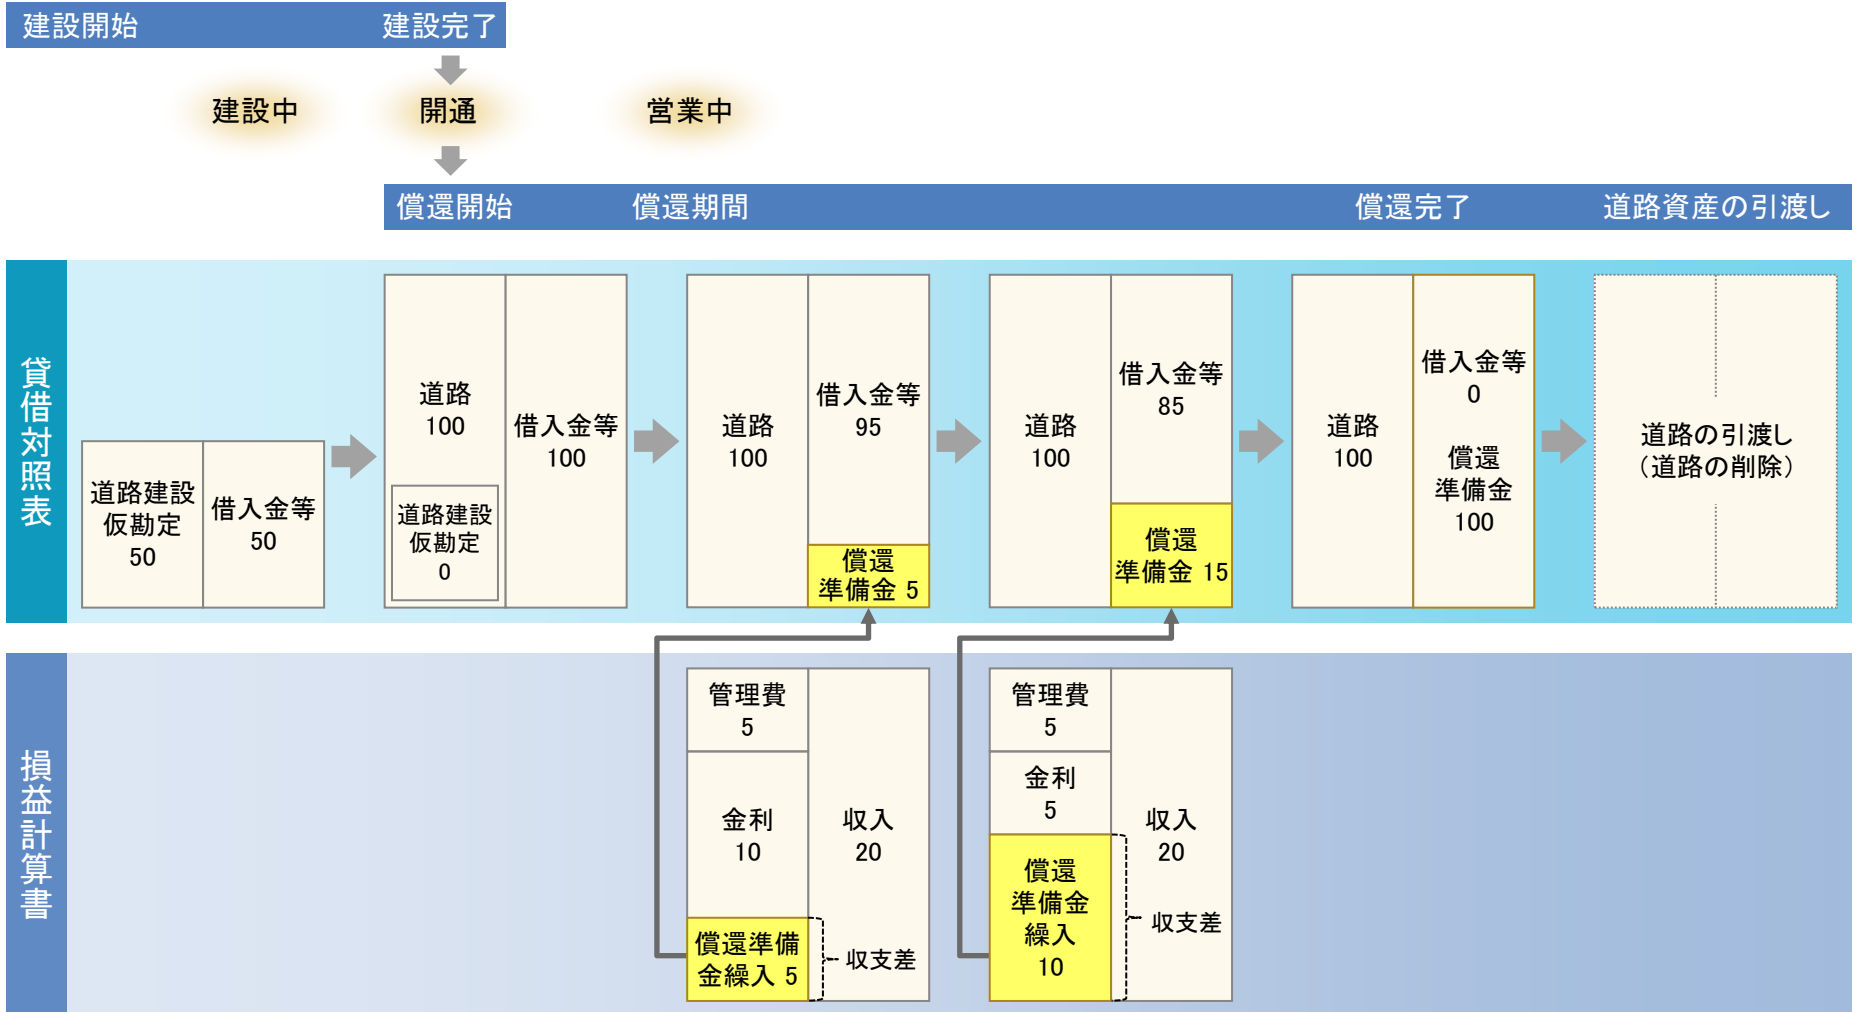 建設開始
建設完了
建設中
開通
営業中
償還開始
償還期間
償還完了
道路資産の引渡し
貸借対照表
道路建設
仮勘定
50
借入金等
50
道路
100
道路建設
仮勘定
0
借入金等
100
道路
100
借入金等
95
償還
準備金 5
道路
100
借入金等
85
償還
準備金 15
道路
100
借入金等
0
償還
準備金
100
道路の引渡し
（道路の削除）
損益計算書
管理費
5
金利
10
償還準備
金繰入 5
収入
20
収支差
管理費
5
金利
5
償還
準備金
繰入
10
収入
20
収支差